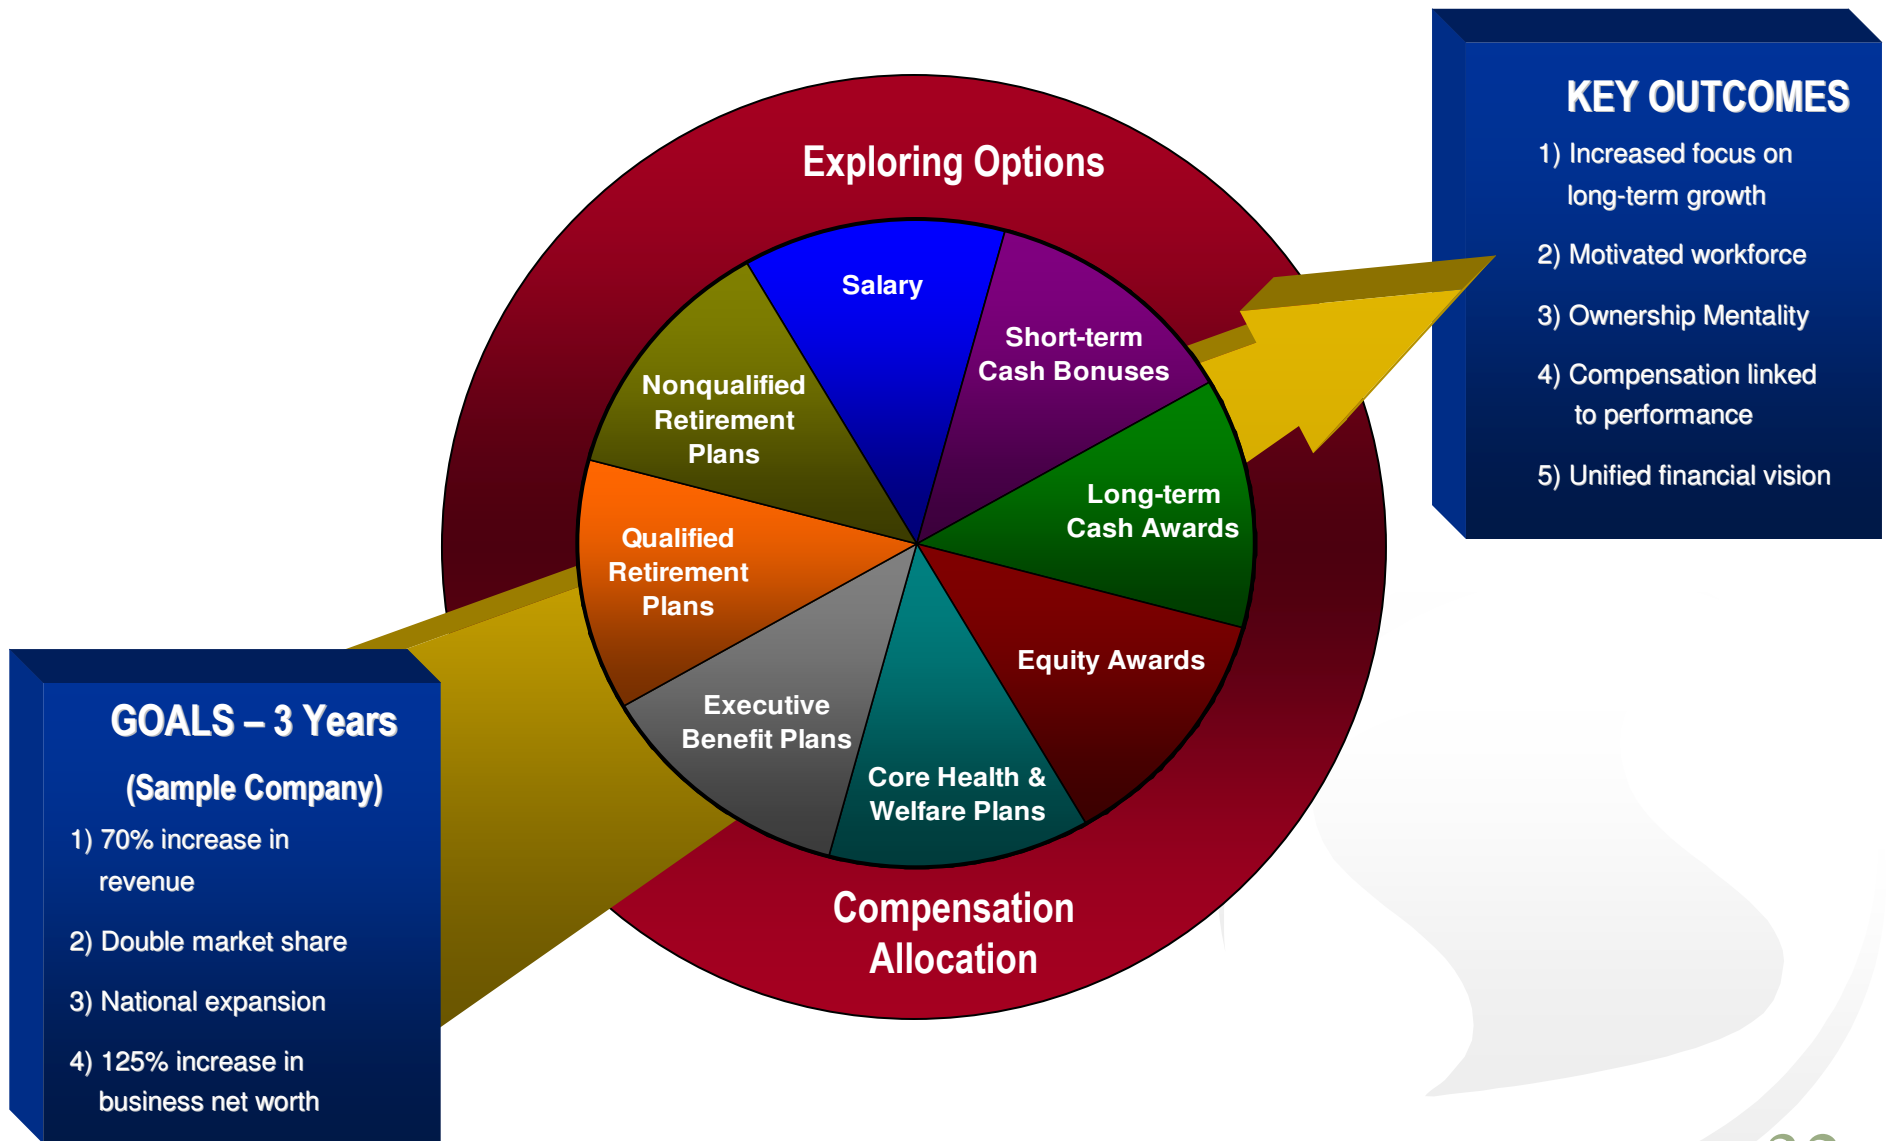 Exploring Options
Salary
Short-term
Cash Bonuses
Long-term
Cash Awards
Equity Awards
Core Health &
Welfare Plans
Executive
Benefit Plans
Qualified
Retirement
Plans
Nonqualified
Retirement
Plans
Compensation
Allocation
GOALS – 3 Years
(Sample Company)
1) 70% increase in
revenue
2) Double market share
3) National expansion
4) 125% increase in
business net worth
KEY OUTCOMES
1) Increased focus on
long-term growth
2) Motivated workforce
3) Ownership Mentality
4) Compensation linked
to performance
5) Unified financial vision